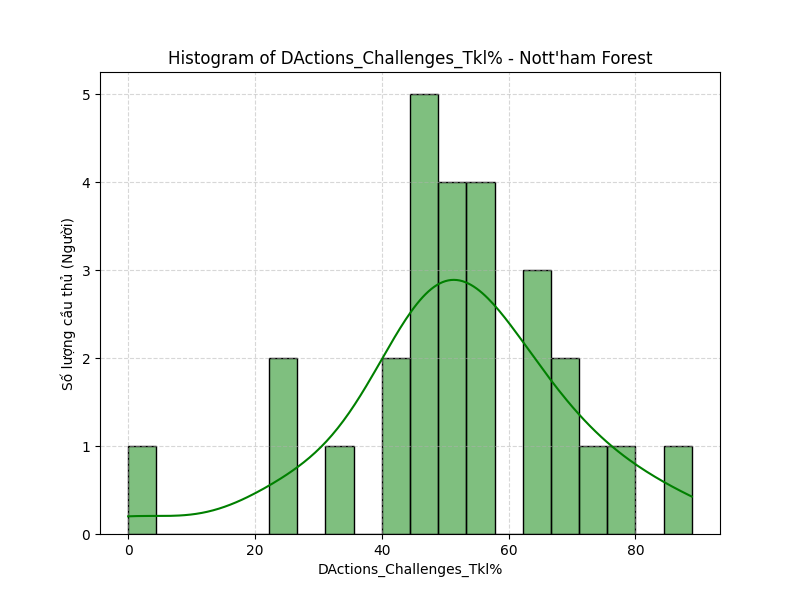 Histogram of DActions_Challenges_Tkl% - Nott'ham Forest
5
4
3
2
1
0
Số lượng cầu thủ (Người)
0 20 40 60 80
DActions_Challenges_Tkl%